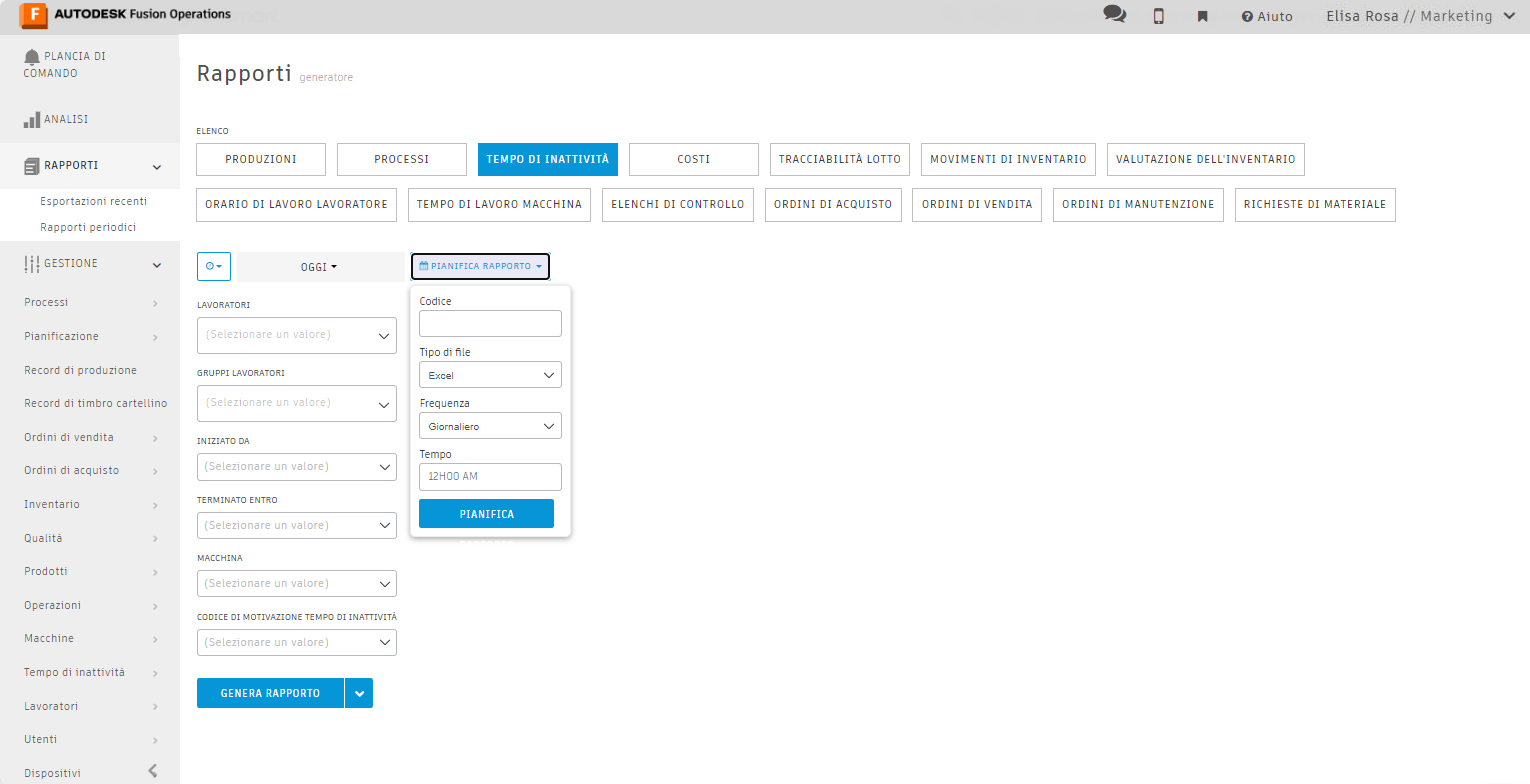 AUTODESK Fusion Operations
Aiuto
Elisa Rosa // Marketing
PLANCIA DI
COMANDO
ANALISI
RAPPORTI
Esportazioni recenti
Rapporti periodici
GESTIONE
Processi
Pianificazione
Record di produzione
Record di timbro cartellino
Ordini di vendita
Ordini di acquisto
Inventario
Qualità
Prodotti
Operazioni
Macchine
Tempo di inattività
Lavoratori
Utenti
Dispositivi
Rapporti generatore
ELENCO
PRODUZIONI
PROCESSI
TEMPO DI INATTIVITÀ
COSTI
TRACCIABILITÀ LOTTO
MOVIMENTI DI INVENTARIO
VALUTAZIONE DELL'INVENTARIO
ORARIO DI LAVORO LAVORATORE
TEMPO DI LAVORO MACCHINA
ELENCHI DI CONTROLLO
ORDINI DI ACQUISTO
ORDINI DI VENDITA
ORDINI DI MANUTENZIONE
RICHIESTE DI MATERIALE
OGGI
PIANIFICA RAPPORTO
LAVORATORI
(Selezionare un valore)
GRUPPI LAVORATORI
(Selezionare un valore)
INIZIATO DA
(Selezionare un valore)
TERMINATO ENTRO
(Selezionare un valore)
MACCHINA
(Selezionare un valore)
CODICE DI MOTIVAZIONE TEMPO DI INATTIVITÀ
(Selezionare un valore)
GENERA RAPPORTO
Codice
Tipo di file
Excel
Frequenza
Giornaliero
Tempo
12H00 AM
PIANIFICA